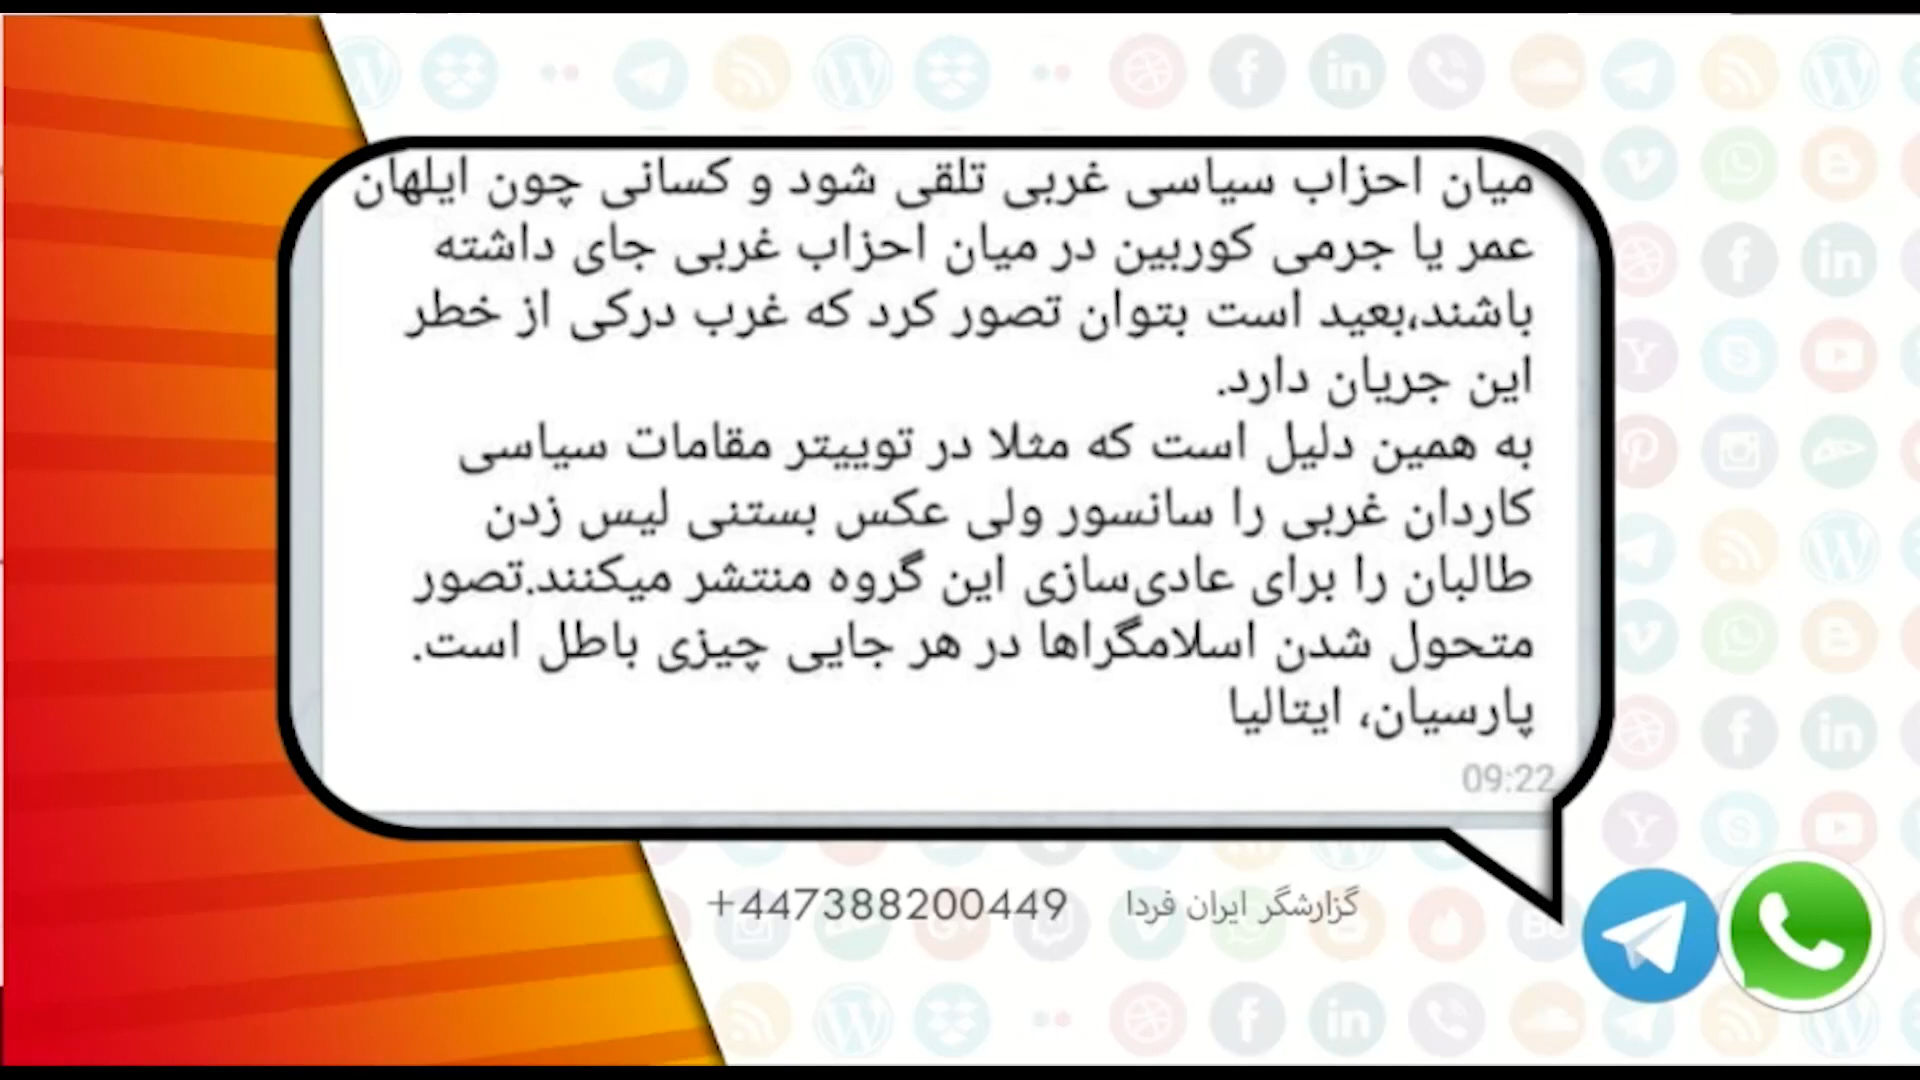 میان احزاب سیاسی غربی تلقی شود و کسانی چون ایلهان
عمر یا جرمی کوربین در میان احزاب غربی جای داشته
باشند،بعید است بتوان تصور کرد که غرب درکی از خطر
این جریان دارد.
به همین دلیل است که مثلا در توییتر مقامات سیاسی
کاردان غربی را سانسور ولی عکس بستنی لیس زدن
طالبان را برای عادی‌سازی این گروه منتشر میکنند.تصور
متحول شدن اسلامگراها در هر جایی چیزی باطل است.
پارسیان، ایتالیا
09:22
گزارشگر ایران فردا +447388200449